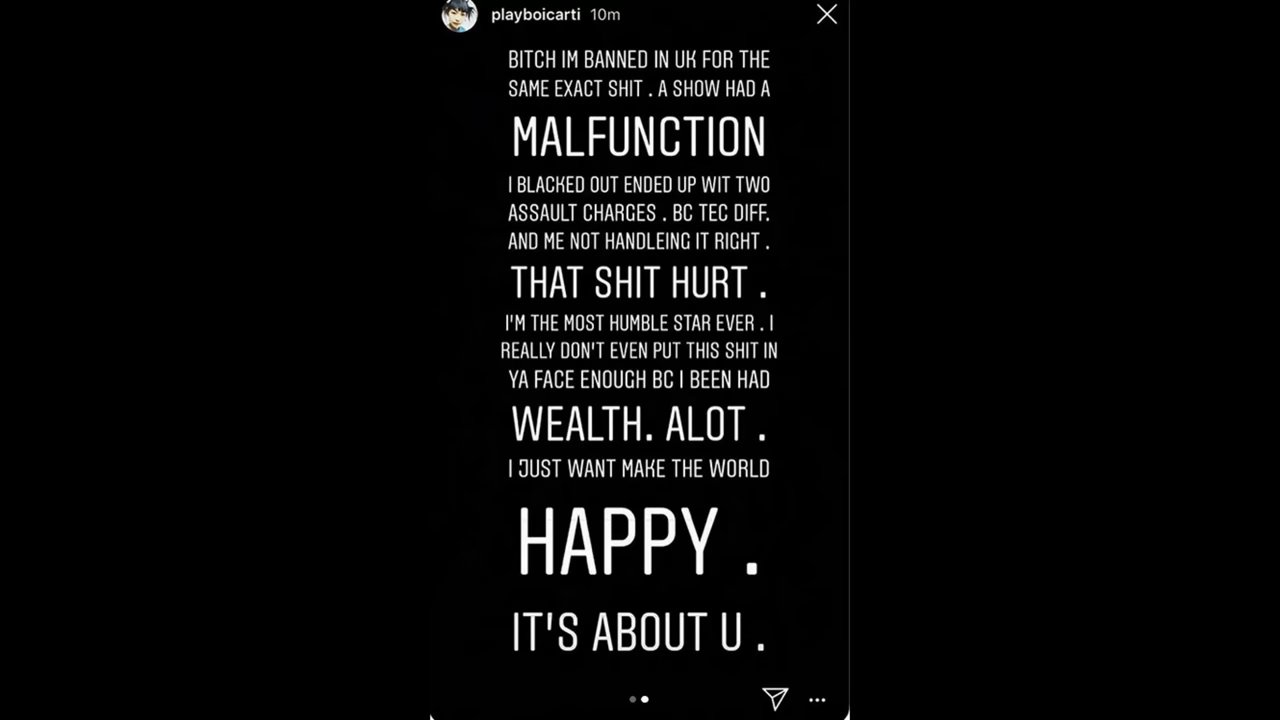 playboicarti 10m
BITCH IM BANNED IN UK FOR THE
SAME EXACT SHIT . A SHOW HAD A
MALFUNCTION
I BLACKED OUT ENDED UP WIT TWO
ASSAULT CHARGES . BC TEC DIFF.
AND ME NOT HANDLEING IT RIGHT .
THAT SHIT HURT .
I'M THE MOST HUMBLE STAR EVER . I
REALLY DON'T EVEN PUT THIS SHIT IN
YA FACE ENOUGH BC I BEEN HAD
WEALTH. ALOT .
I JUST WANT MAKE THE WORLD
HAPPY .
IT'S ABOUT U .